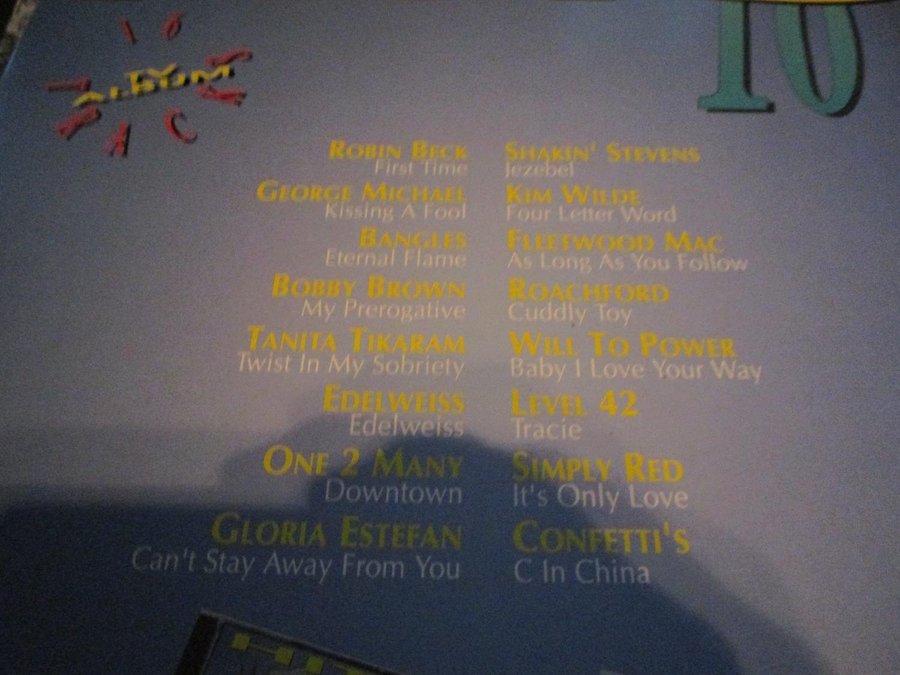 16
TV
ALBUM
16
ROBIN BECK
First Time
GEORGE MICHAEL
Kissing A Fool
BANGLES
Eternal Flame
BOBBY BROWN
My Prerogative
TANITA TIKARAM
Twist In My Sobriety
EDELWEISS
Edelweiss
ONE 2 MANY
Downtown
GLORIA ESTEFAN
Can't Stay Away From You
SHAKIN' STEVENS
Jezebel
KIM WILDE
Four Letter Word
FLEETWOOD MAC
As Long As You Follow
ROACHFORD
Cuddly Toy
WILL TO POWER
Baby I Love Your Way
LEVEL 42
Tracie
SIMPLY RED
It's Only Love
CONFETTI'S
C In China